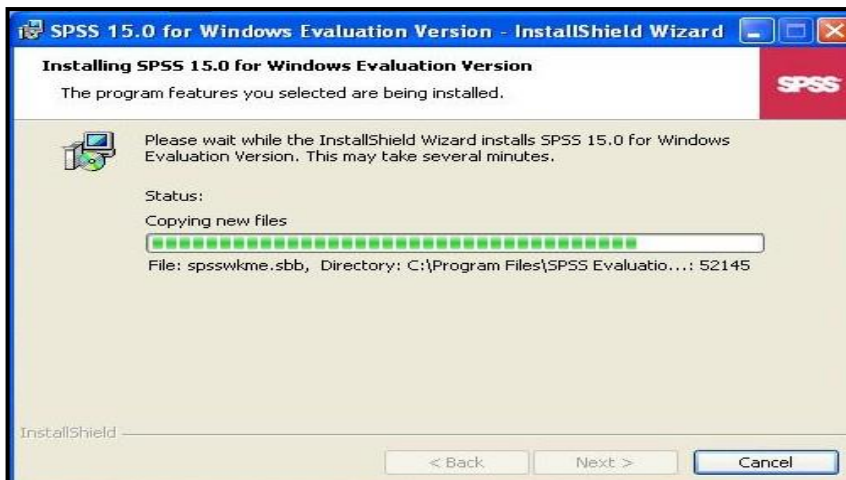 SPSS 15.0 for Windows Evaluation Version - InstallShield Wizard
Installing SPSS 15.0 for Windows Evaluation Version
The program features you selected are being installed.
SPSS
Please wait while the InstallShield Wizard installs SPSS 15.0 for Windows
Evaluation Version. This may take several minutes.
Status:
Copying new files
File: spsswkme.sbb, Directory: C:\Program Files\SPSS Evaluatio...: 52145
InstallShield
< Back Next > Cancel